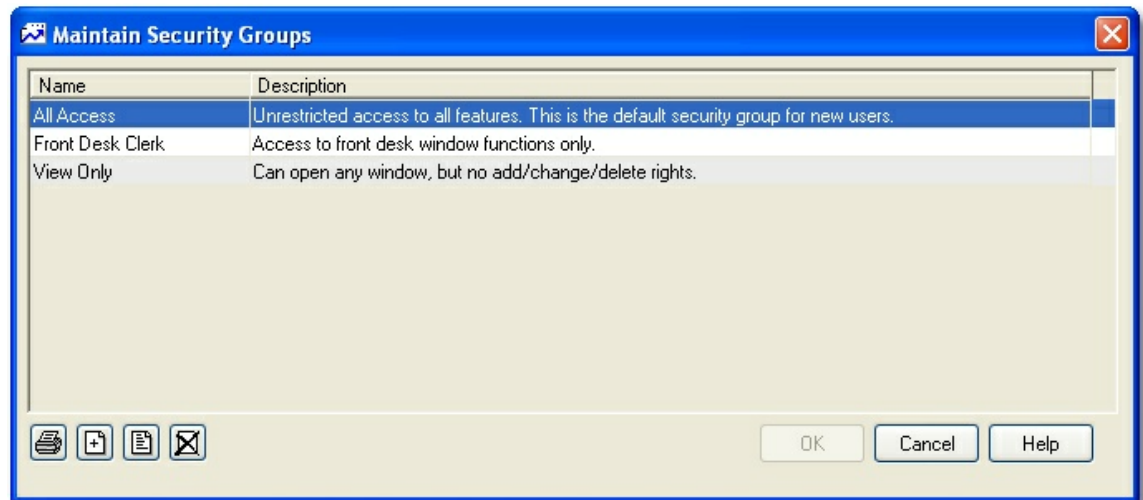 Maintain Security Groups
Name Description
All Access Unrestricted access to all features. This is the default security group for new users.
Front Desk Clerk Access to front desk window functions only.
View Only Can open any window, but no add/change/delete rights.
OK Cancel Help